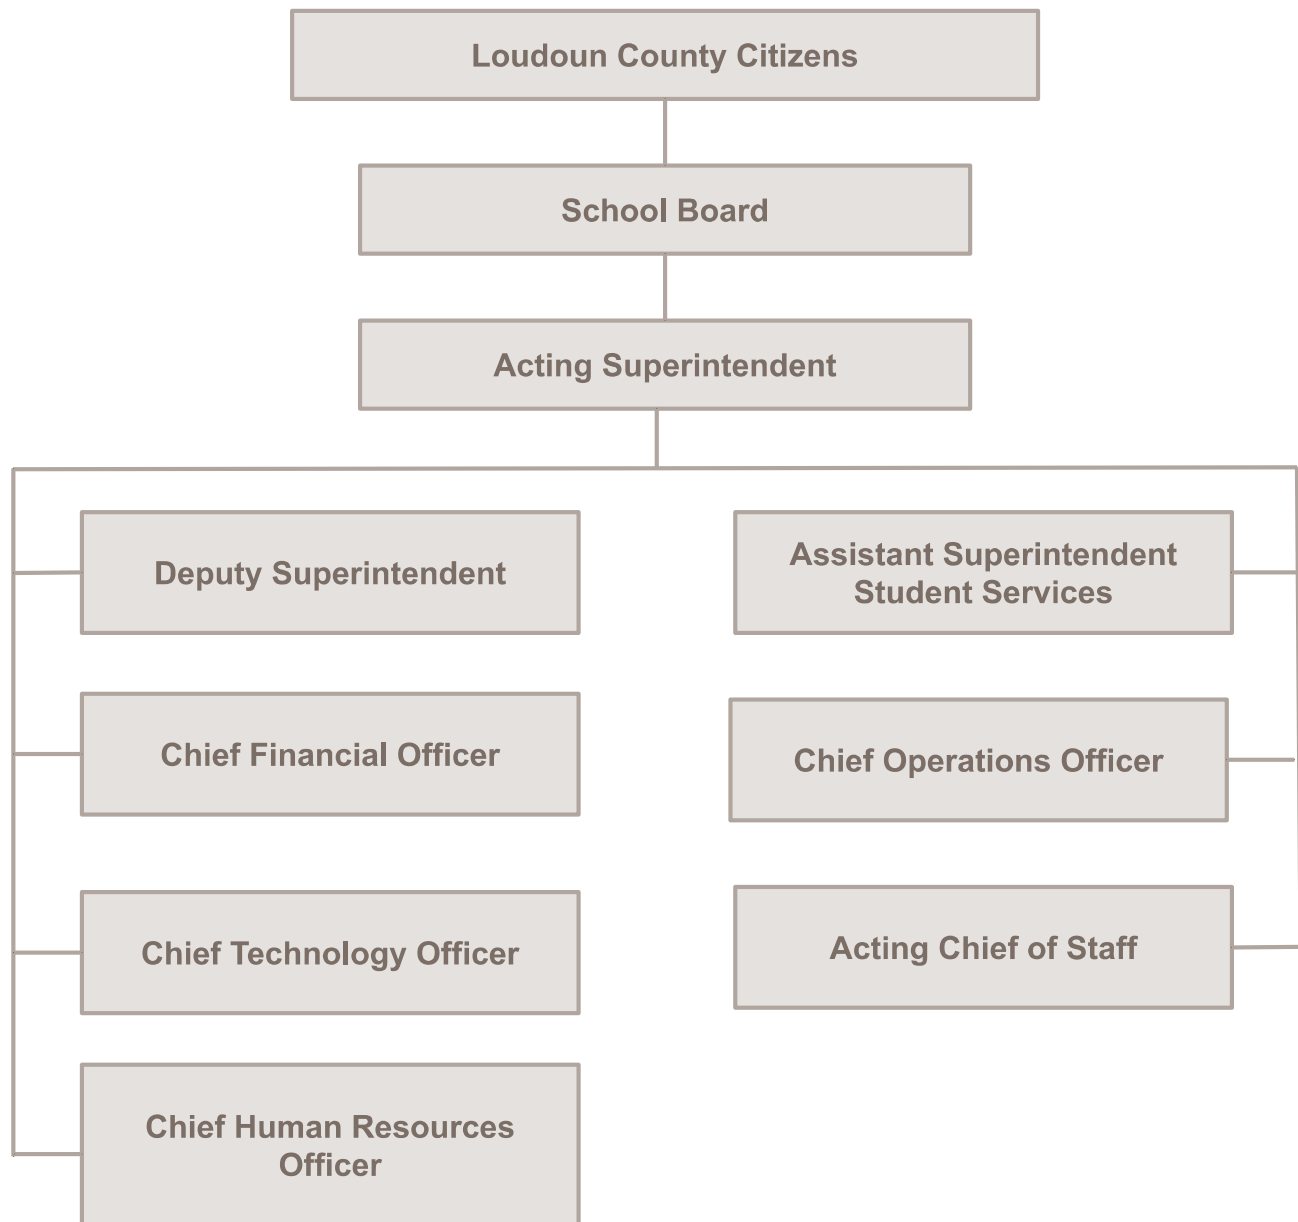 Loudoun County Citizens
School Board
Acting Superintendent
Deputy Superintendent
Assistant Superintendent
Student Services
Chief Financial Officer
Chief Operations Officer
Chief Technology Officer
Acting Chief of Staff
Chief Human Resources
Officer